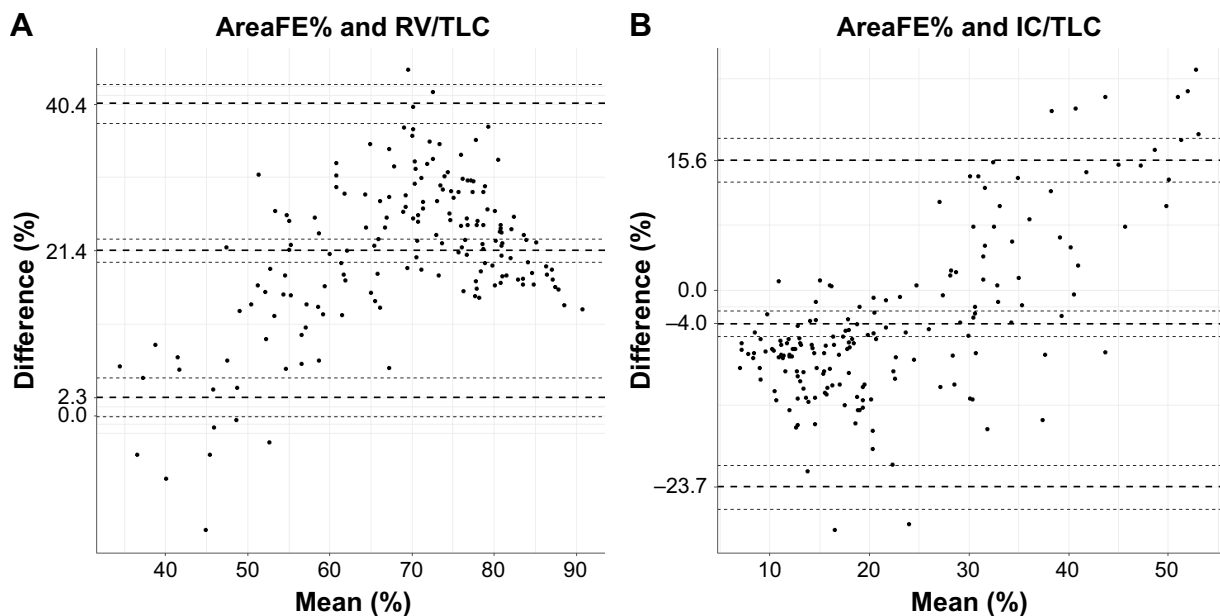 A
AreaFE% and RV/TLC
Difference (%)
40.4
21.4
2.3
0.0
40
50
60
70
80
90
Mean (%)
B
AreaFE% and IC/TLC
Difference (%)
15.6
0.0
–4.0
–23.7
10
20
30
40
50
Mean (%)